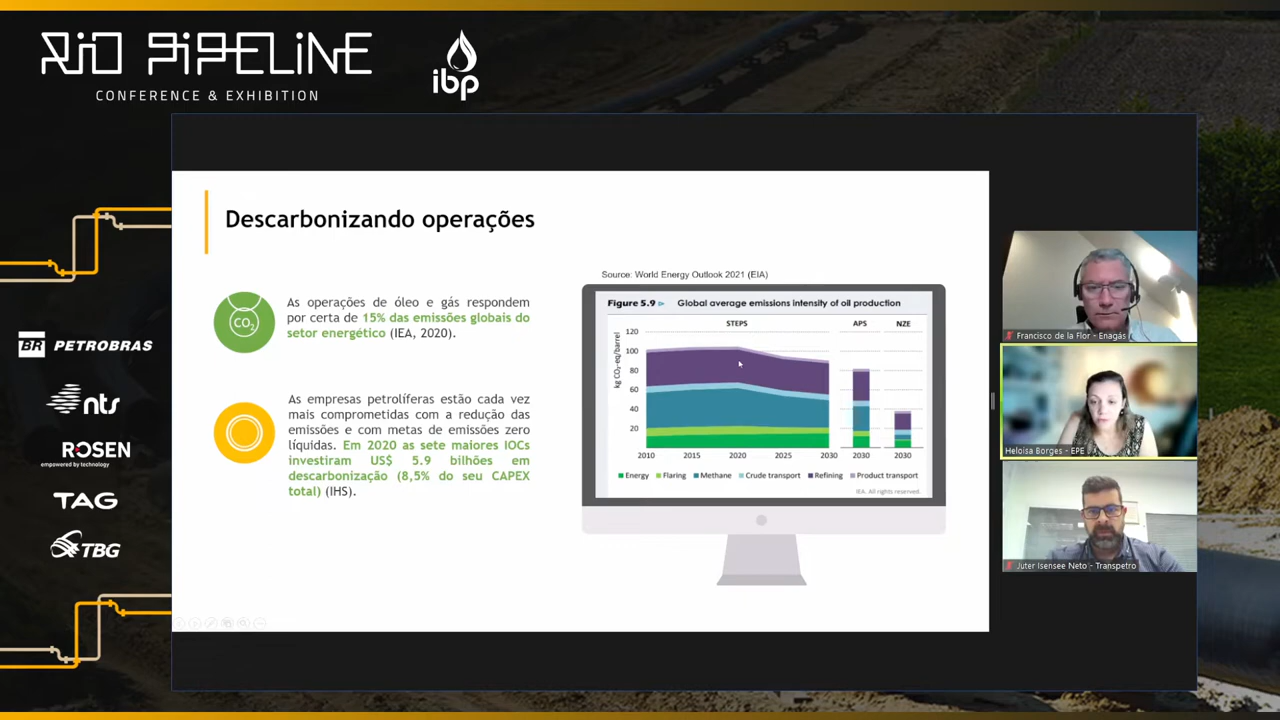 RIO PIPELINE
CONFERENCE & EXHIBITION
ibp
BR PETROBRAS
nts
ROSEN
empowered by technology
TAG
TBG
Descarbonizando operações
CO2
As operações de óleo e gás respondem
por certa de 15% das emissões globais do
setor energético (IEA, 2020).
As empresas petrolíferas estão cada vez
mais comprometidas com a redução das
emissões e com metas de emissões zero
líquidas. Em 2020 as sete maiores IOCs
investiram US$ 5.9 bilhões em
descarbonização (8,5% do seu CAPEX
total) (IHS).
Source: World Energy Outlook 2021 (EIA)
Figure 5.9 ▷ Global average emissions intensity of oil production
STEPS APS NZE
kg CO2-eq/barrel
120
100
80
60
40
20
2010 2015 2020 2025 2030 2030 2030
Energy Flaring Methane Crude transport Refining Product transport
IEA. All rights reserved.
Francisco de la Flor - Enagás
Heloisa Borges - EPE
Juter Isensee Neto - Transpetro